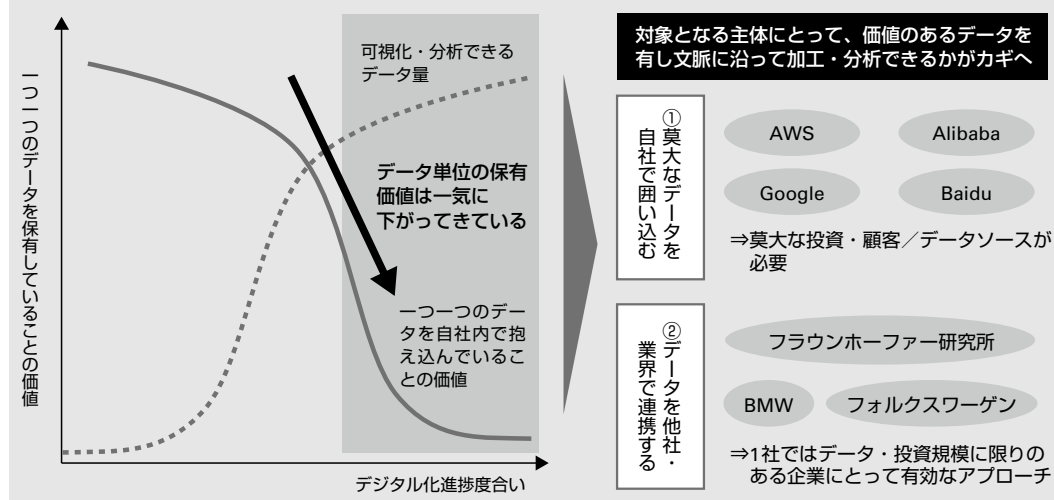 一つ一つのデータを保有していることの価値
可視化・分析できる
データ量
データ単位の保有
価値は一気に
下がってきている
一つ一つのデー
タを自社内で抱
え込んでいるこ
との価値
デジタル化進捗度合い
対象となる主体にとって、価値のあるデータを
有し文脈に沿って加工・分析できるかがカギへ
①莫大なデータを
自社で囲い込む
AWS
Alibaba
Google
Baidu
⇒莫大な投資・顧客／データソースが
必要
②データを他社・
業界で連携する
フラウンホーファー研究所
BMW
フォルクスワーゲン
⇒1社ではデータ・投資規模に限りの
ある企業にとって有効なアプローチ